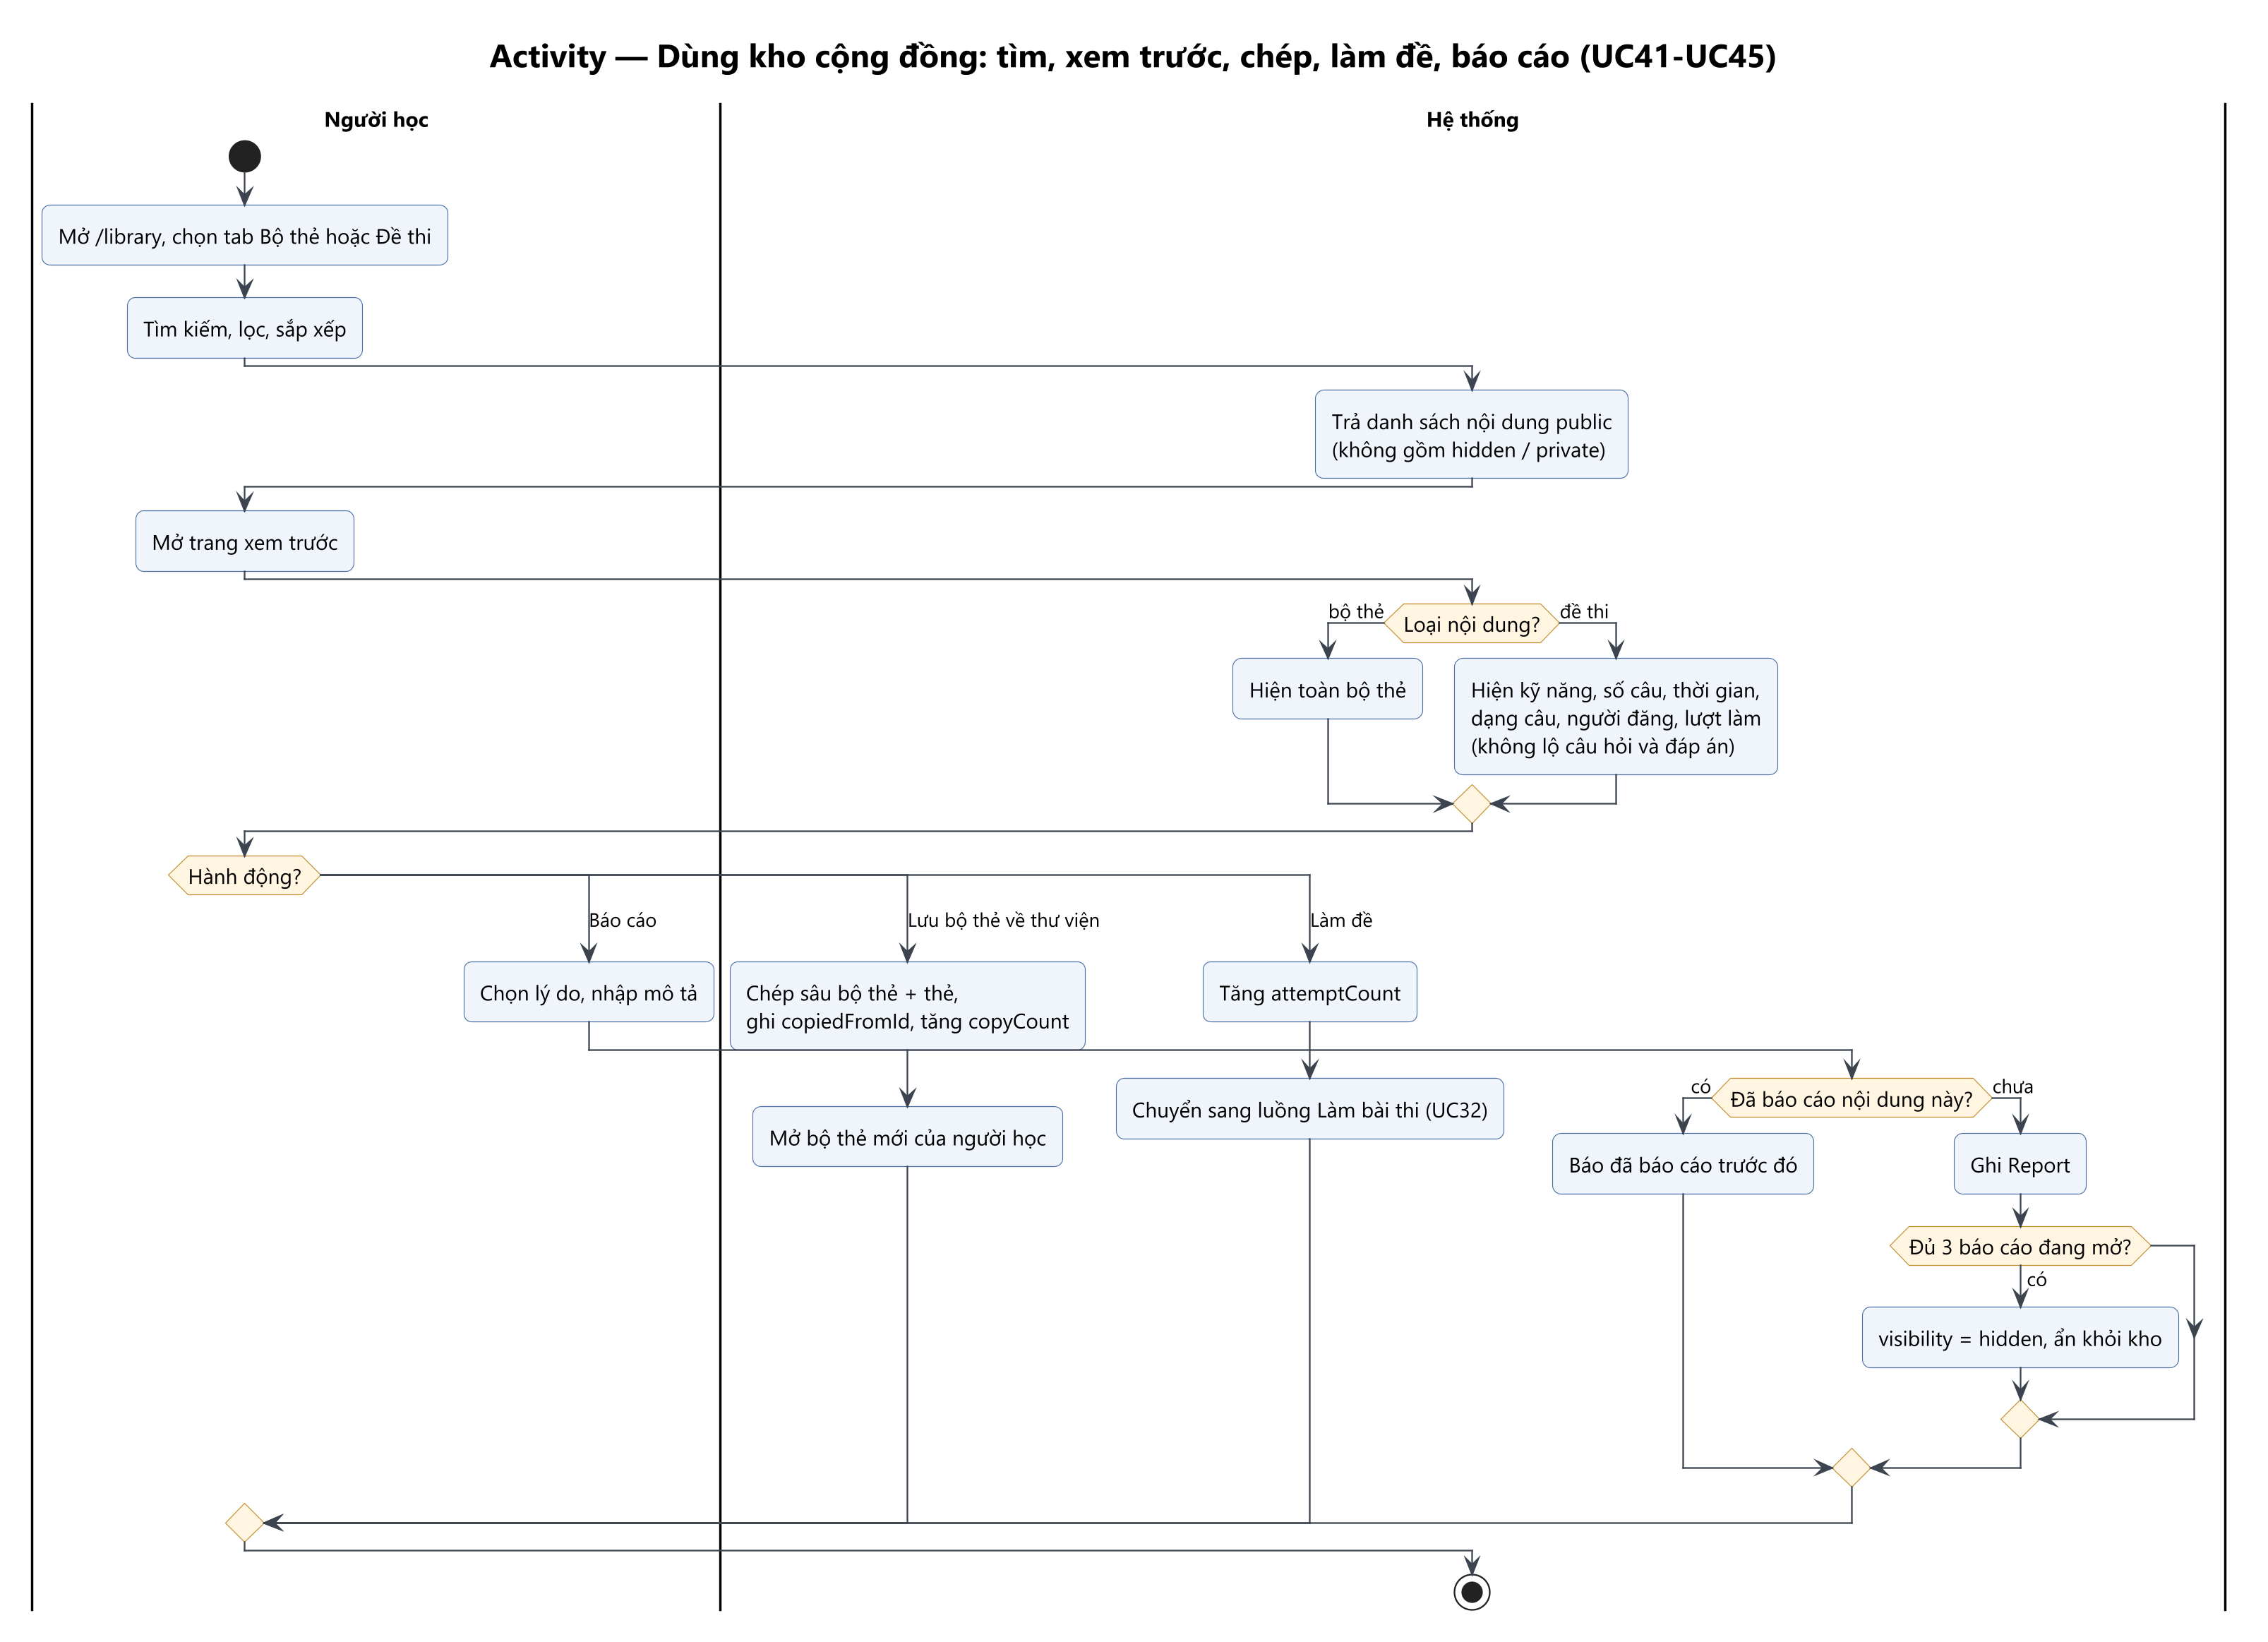 Activity — Dùng kho cộng đồng: tìm, xem trước, chép, làm đề, báo cáo (UC41-UC45)
Người học
Hệ thống
Mở /library, chọn tab Bộ thẻ hoặc Đề thi
Tìm kiếm, lọc, sắp xếp
Trả danh sách nội dung public
(không gồm hidden / private)
Mở trang xem trước
bộ thẻ
Loại nội dung?
đề thi
Hiện toàn bộ thẻ
Hiện kỹ năng, số câu, thời gian,
dạng câu, người đăng, lượt làm
(không lộ câu hỏi và đáp án)
Hành động?
Báo cáo
Lưu bộ thẻ về thư viện
Làm đề
Chọn lý do, nhập mô tả
Chép sâu bộ thẻ + thẻ,
ghi copiedFromId, tăng copyCount
Tăng attemptCount
có
Đã báo cáo nội dung này?
chưa
Mở bộ thẻ mới của người học
Chuyển sang luồng Làm bài thi (UC32)
Báo đã báo cáo trước đó
Ghi Report
Đủ 3 báo cáo đang mở?
có
visibility = hidden, ẩn khỏi kho